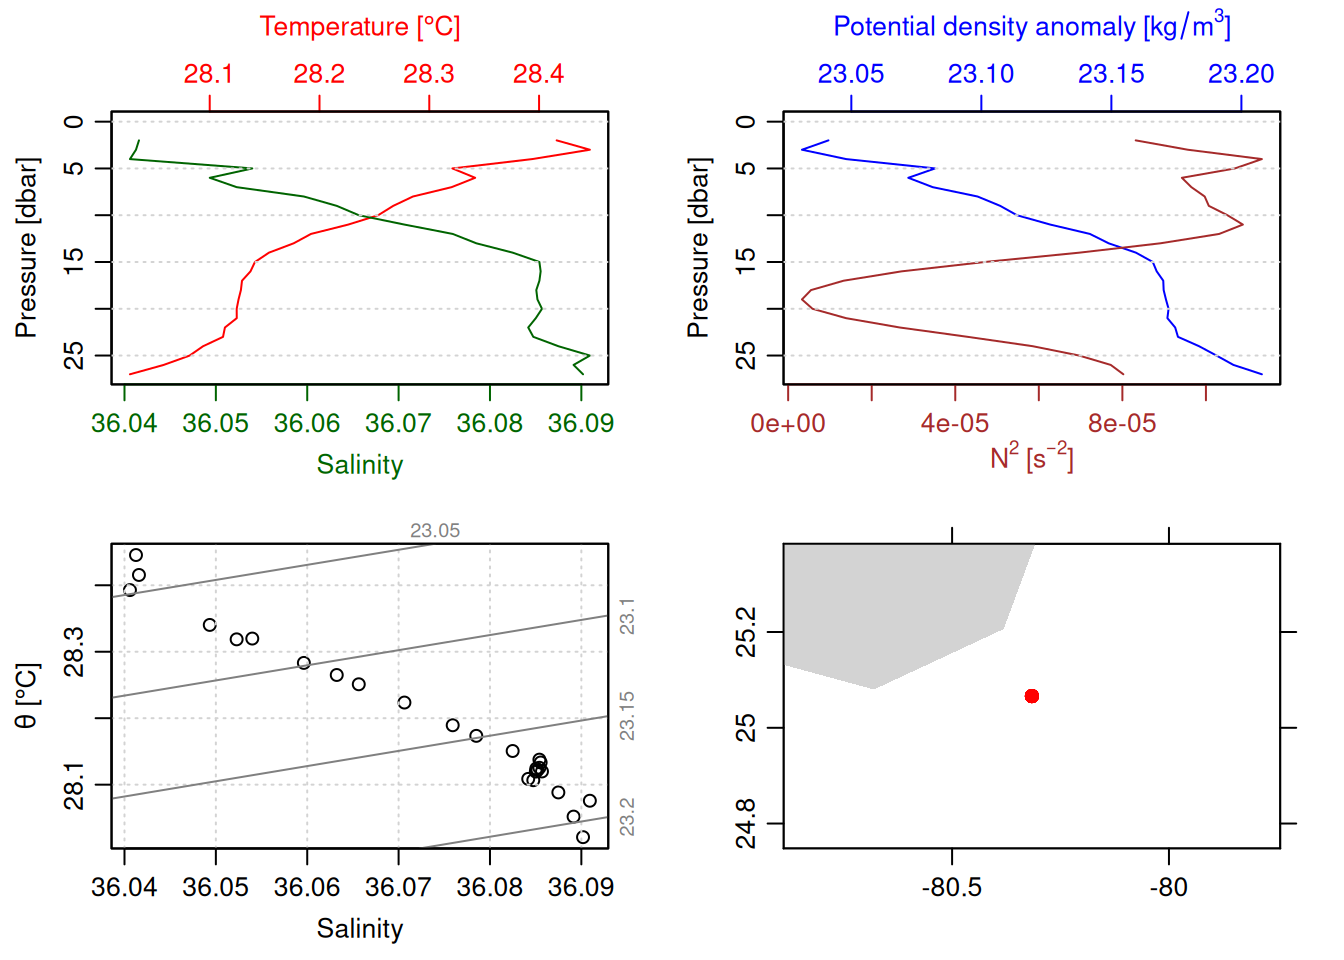 Temperature [°C]
28.1 28.2 28.3 28.4
0
5
15
25
Pressure [dbar]
36.04 36.05 36.06 36.07 36.08 36.09
Salinity
Potential density anomaly [kg/m³]
23.05 23.10 23.15 23.20
0
5
15
25
Pressure [dbar]
0e+00 4e-05 8e-05
N² [s⁻²]
23.05
23.1
23.15
23.2
28.3
28.1
θ [°C]
36.04 36.05 36.06 36.07 36.08 36.09
Salinity
25.2
25
24.8
-80.5 -80